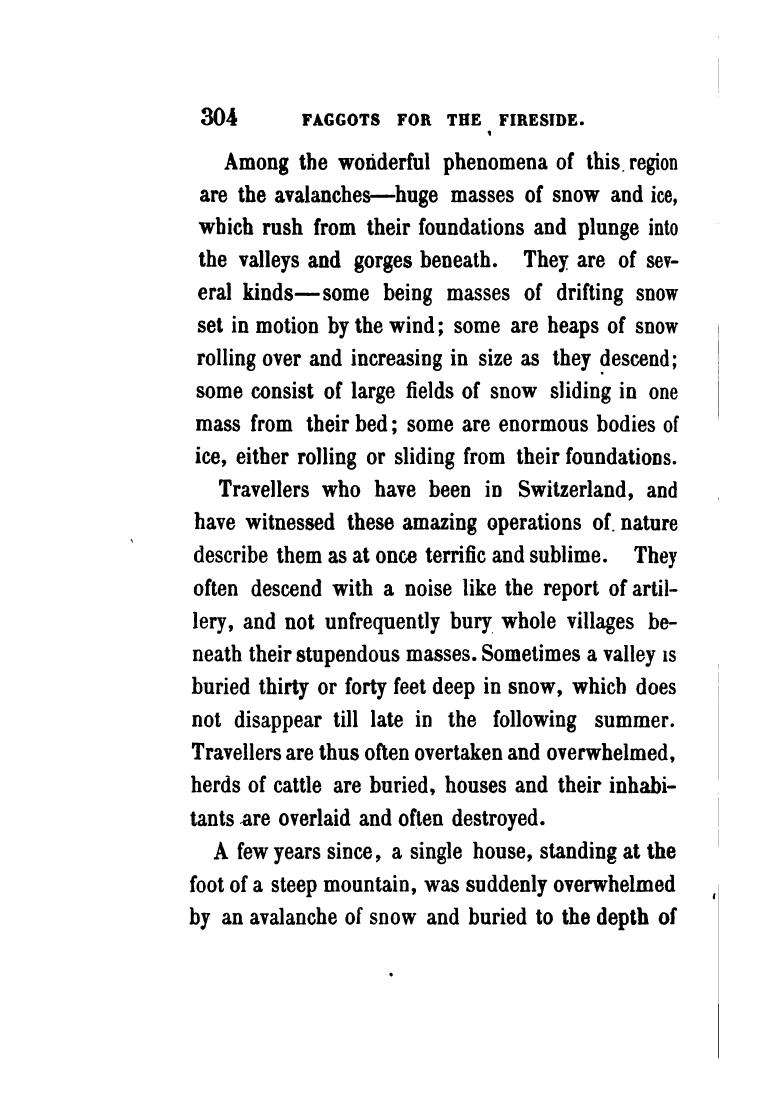 304 FAGGOTS FOR THE FIRESIDE.
Among the wonderful phenomena of this region
are the avalanches—huge masses of snow and ice,
which rush from their foundations and plunge into
the valleys and gorges beneath. They are of sev-
eral kinds—some being masses of drifting snow
set in motion by the wind; some are heaps of snow
rolling over and increasing in size as they descend;
some consist of large fields of snow sliding in one
mass from their bed; some are enormous bodies of
ice, either rolling or sliding from their foundations.
Travellers who have been in Switzerland, and
have witnessed these amazing operations of nature
describe them as at once terrific and sublime. They
often descend with a noise like the report of artil-
lery, and not unfrequently bury whole villages be-
neath their stupendous masses. Sometimes a valley is
buried thirty or forty feet deep in snow, which does
not disappear till late in the following summer.
Travellers are thus often overtaken and overwhelmed,
herds of cattle are buried, houses and their inhabi-
tants are overlaid and often destroyed.
A few years since, a single house, standing at the
foot of a steep mountain, was suddenly overwhelmed
by an avalanche of snow and buried to the depth of